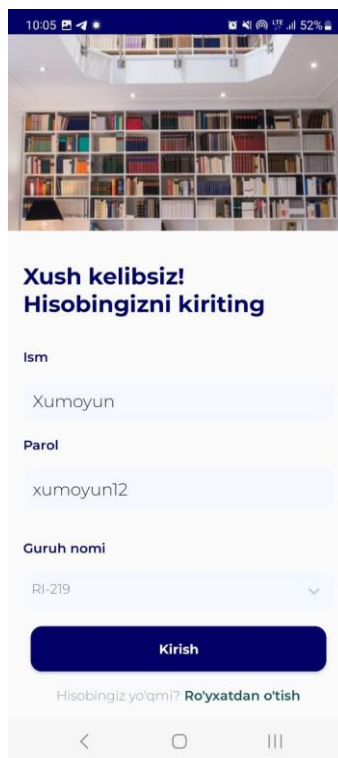 10:05 LTE 52%
Xush kelibsiz!
Hisobingizni kiriting
Ism
Xumoyun
Parol
xumoyun12
Guruh nomi
RI-219
Kirish
Hisobingiz yo'qmi? Ro'yxatdan o'tish